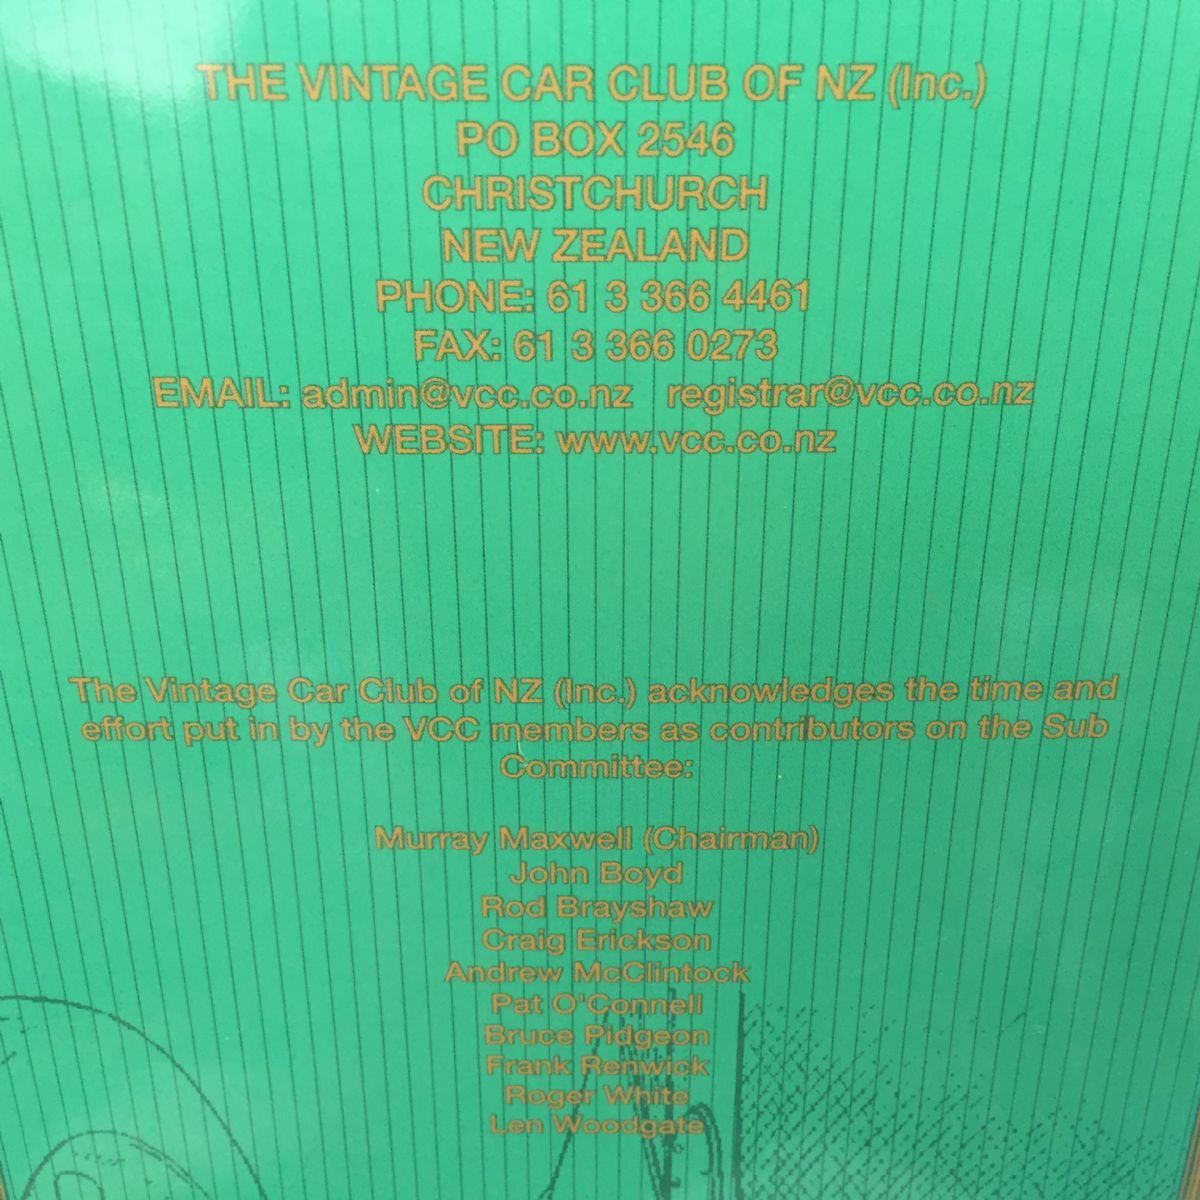 THE VINTAGE CAR CLUB OF NZ (Inc.)
PO BOX 2546
CHRISTCHURCH
NEW ZEALAND
PHONE: 61 3 366 4461
FAX: 61 3 366 0273
EMAIL: admin@vcc.co.nz registrar@vcc.co.nz
WEBSITE: www.vcc.co.nz
The Vintage Car Club of NZ (Inc.) acknowledges the time and
effort put in by the VCC members as contributors on the Sub
Committee:
Murray Maxwell (Chairman)
John Boyd
Rod Brayshaw
Craig Erickson
Andrew McClintock
Pat O'Connell
Bruce Pidgeon
Frank Renwick
Roger White
Len Woodgate